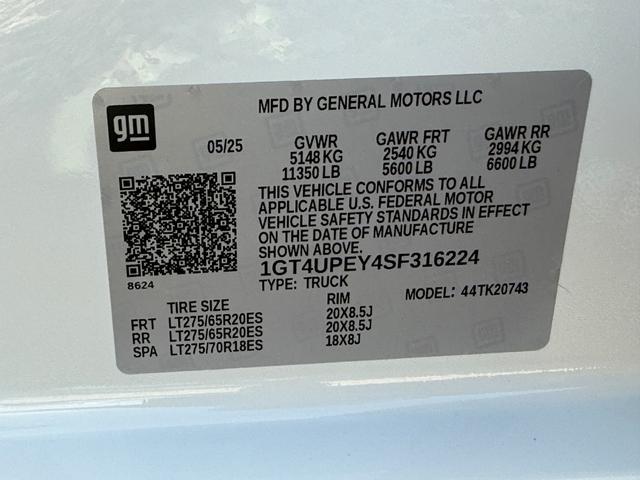 gm
MFD BY GENERAL MOTORS LLC
05/25 GVWR GAWR FRT GAWR RR
5148 KG 2540 KG 2994 KG
11350 LB 5600 LB 6600 LB
THIS VEHICLE CONFORMS TO ALL
APPLICABLE U.S. FEDERAL MOTOR
VEHICLE SAFETY STANDARDS IN EFFECT
ON THE DATE OF MANUFACTURE
SHOWN ABOVE.
8624
1GT4UPEY4SF316224
TYPE: TRUCK MODEL: 44TK20743
TIRE SIZE RIM
FRT LT275/65R20ES 20X8.5J
RR LT275/65R20ES 20X8.5J
SPA LT275/70R18ES 18X8J